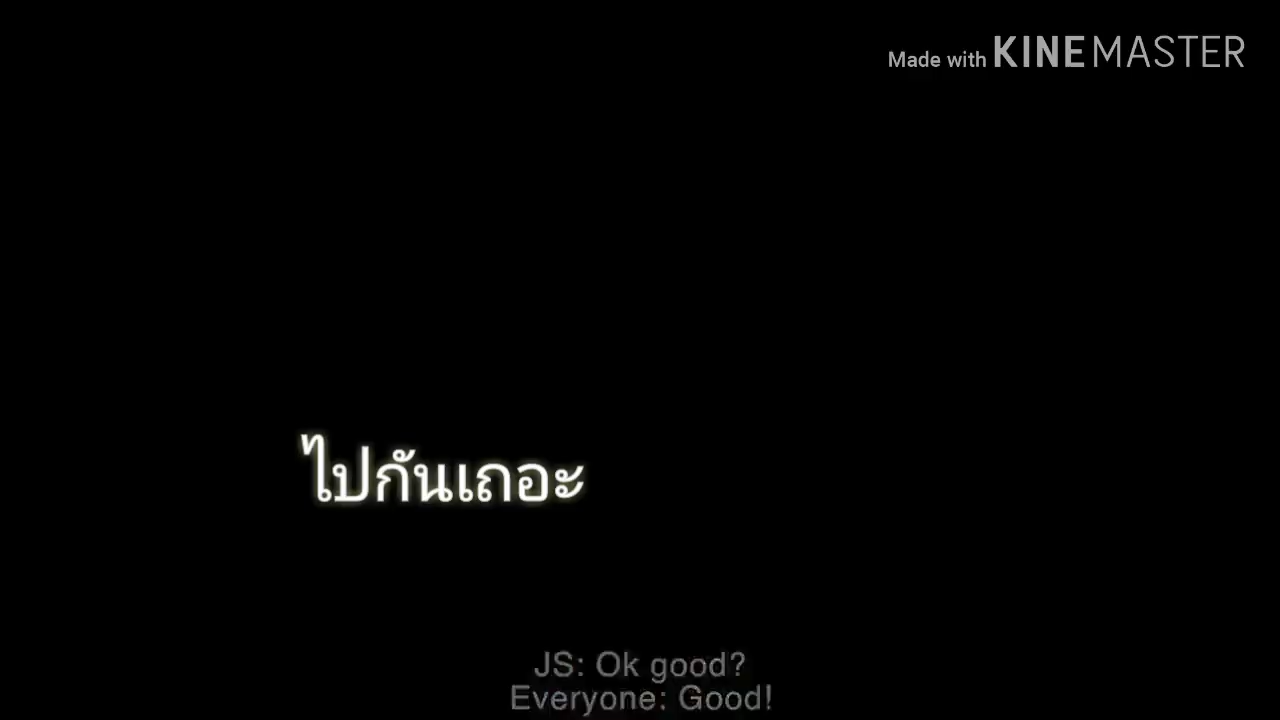 Made with KINEMASTER
ไปกันเถอะ
JS: Ok good?
Everyone: Good!